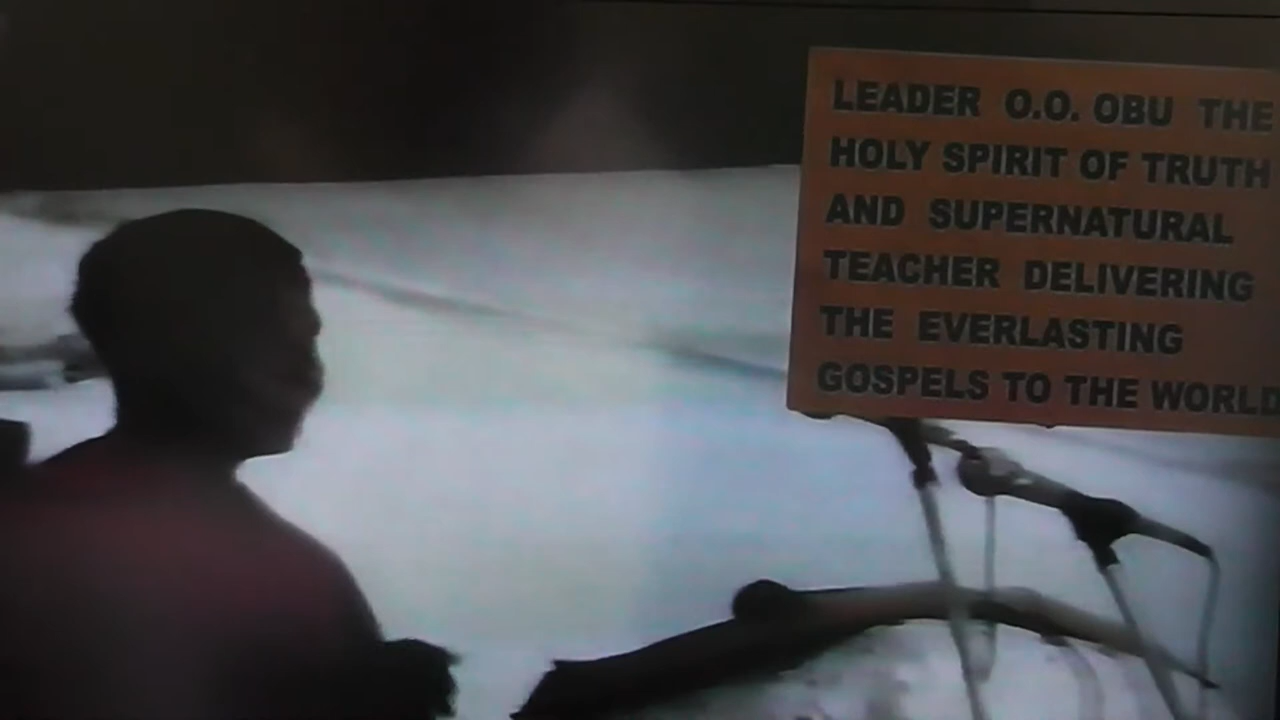 LEADER O.O. OBU THE
HOLY SPIRIT OF TRUTH
AND SUPERNATURAL
TEACHER DELIVERING
THE EVERLASTING
GOSPELS TO THE WORLD